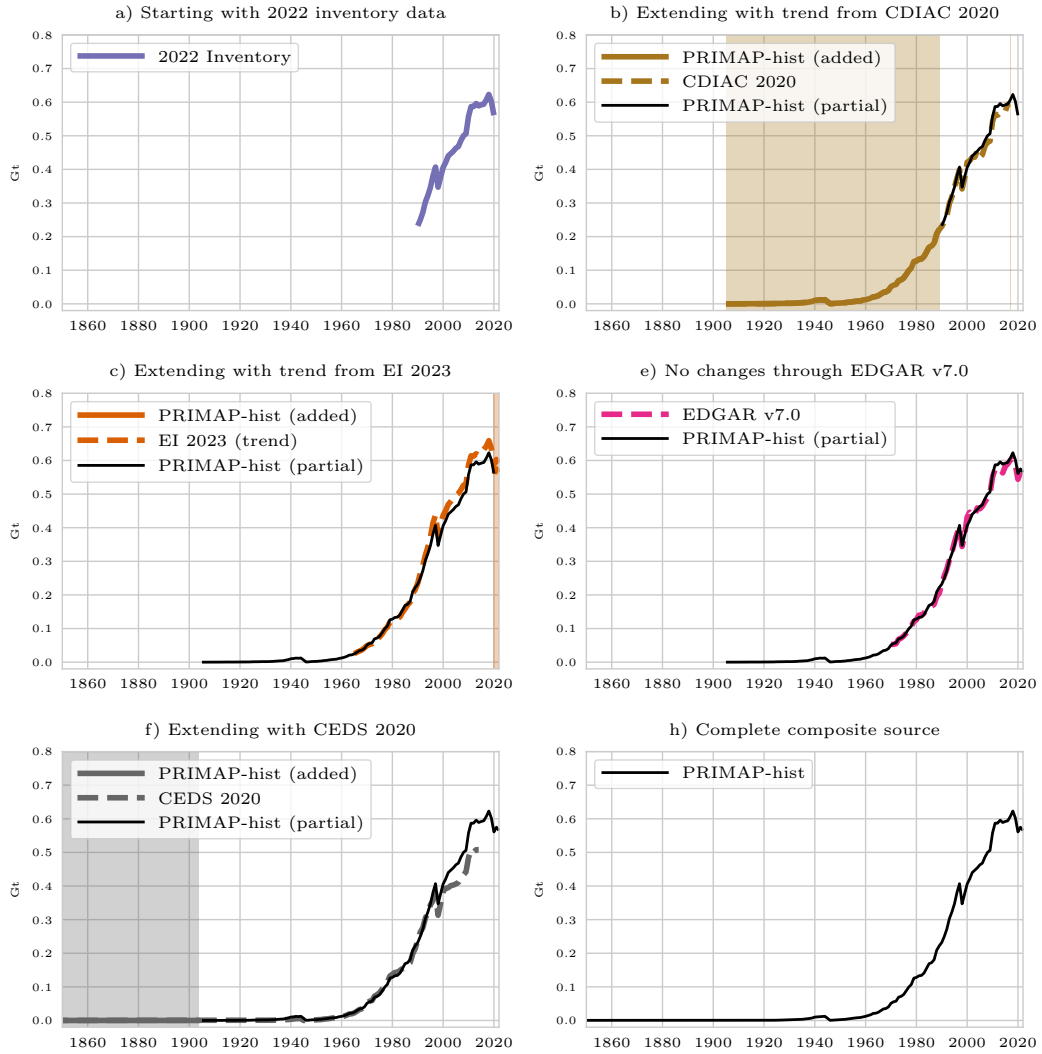 a) Starting with 2022 inventory data
0.8
0.7
0.6
0.5
0.4
0.3
0.2
0.1
0.0
Gt
2022 Inventory
1860 1880 1900 1920 1940 1960 1980 2000 2020
b) Extending with trend from CDIAC 2020
0.8
0.7
0.6
0.5
0.4
0.3
0.2
0.1
0.0
Gt
PRIMAP-hist (added)
CDIAC 2020
PRIMAP-hist (partial)
1860 1880 1900 1920 1940 1960 1980 2000 2020
c) Extending with trend from EI 2023
0.8
0.7
0.6
0.5
0.4
0.3
0.2
0.1
0.0
Gt
PRIMAP-hist (added)
EI 2023 (trend)
PRIMAP-hist (partial)
1860 1880 1900 1920 1940 1960 1980 2000 2020
e) No changes through EDGAR v7.0
0.8
0.7
0.6
0.5
0.4
0.3
0.2
0.1
0.0
Gt
EDGAR v7.0
PRIMAP-hist (partial)
1860 1880 1900 1920 1940 1960 1980 2000 2020
f) Extending with CEDS 2020
0.8
0.7
0.6
0.5
0.4
0.3
0.2
0.1
0.0
Gt
PRIMAP-hist (added)
CEDS 2020
PRIMAP-hist (partial)
1860 1880 1900 1920 1940 1960 1980 2000 2020
h) Complete composite source
0.8
0.7
0.6
0.5
0.4
0.3
0.2
0.1
0.0
Gt
PRIMAP-hist
1860 1880 1900 1920 1940 1960 1980 2000 2020